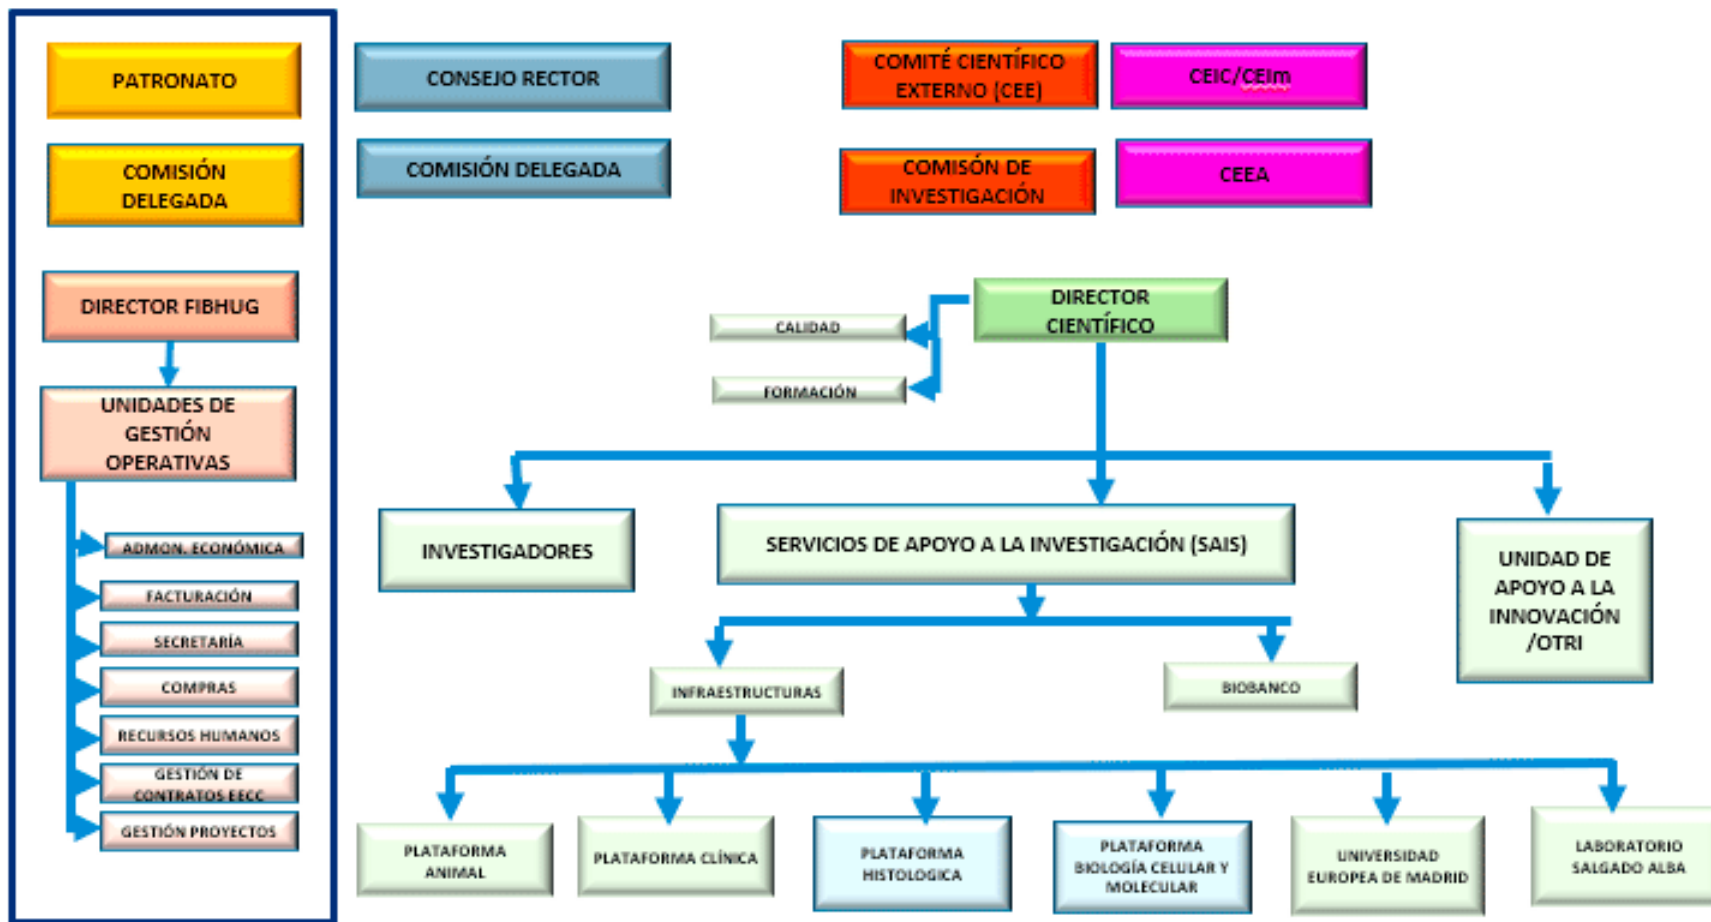 PATRONATO
COMISIÓN
DELEGADA
DIRECTOR FIBHUG
UNIDADES DE
GESTIÓN
OPERATIVAS
ADMON. ECONÓMICA
FACTURACIÓN
SECRETARÍA
COMPRAS
RECURSOS HUMANOS
GESTIÓN DE
CONTRATOS EECC
GESTIÓN PROYECTOS
CONSEJO RECTOR
COMISIÓN DELEGADA
COMITÉ CIENTÍFICO
EXTERNO (CEE)
CEIC/CEIm
COMISÓN DE
INVESTIGACIÓN
CEEA
DIRECTOR
CIENTÍFICO
CALIDAD
FORMACIÓN
INVESTIGADORES
SERVICIOS DE APOYO A LA INVESTIGACIÓN (SAIS)
UNIDAD DE
APOYO A LA
INNOVACIÓN
/OTRI
INFRAESTRUCTURAS
BIOBANCO
PLATAFORMA
ANIMAL
PLATAFORMA CLÍNICA
PLATAFORMA
HISTOLOGICA
PLATAFORMA
BIOLOGÍA CELULAR Y
MOLECULAR
UNIVERSIDAD
EUROPEA DE MADRID
LABORATORIO
SALGADO ALBA